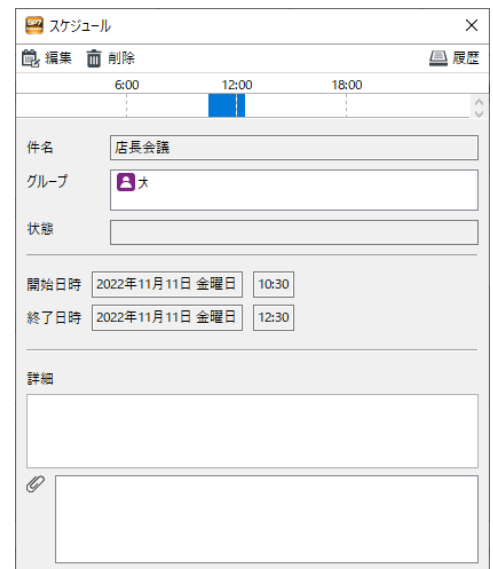 スケジュール
編集 削除 履歴
6:00 12:00 18:00
件名 店長会議
グループ 大
状態
開始日時 2022年11月11日 金曜日 10:30
終了日時 2022年11月11日 金曜日 12:30
詳細